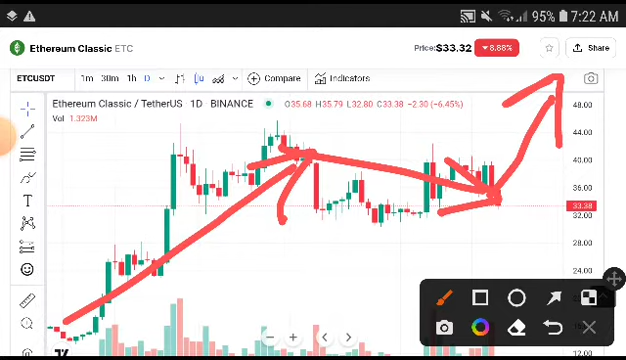 95% 7:22 AM
Ethereum Classic ETC Price:$33.32 8.88% Share
ETCUSDT 1m 30m 1h D Compare Indicators
Ethereum Classic / TetherUS · 1D · BINANCE O35.68 H35.79 L32.80 C33.38 −2.30 (−6.45%)
Vol 1.323M
48.00
44.00
40.00
36.00
33.38
32.00
28.00
24.00
12.00